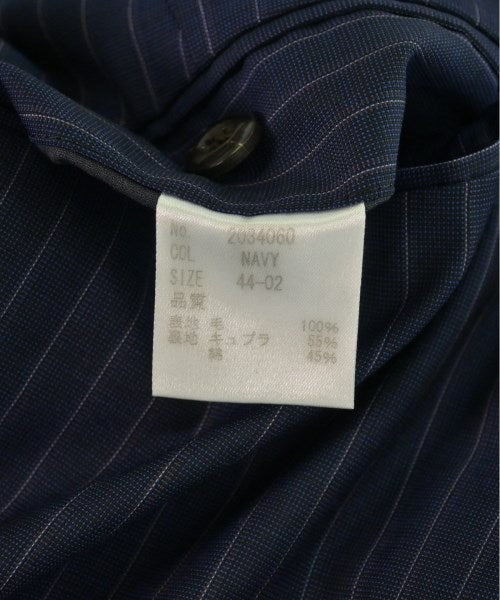 No. 2034060
COL NAVY
SIZE 44-02
品質
表地 毛 100%
裏地 キュプラ 55%
綿 45%